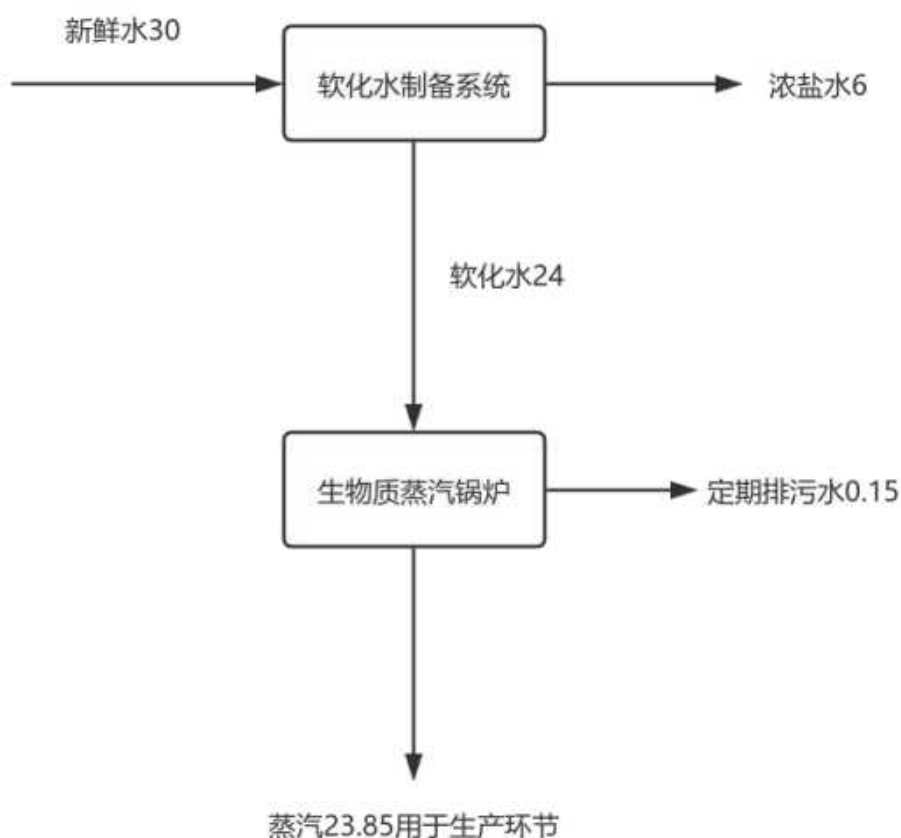 新鲜水30
软化水制备系统
浓盐水6
软化水24
生物质蒸汽锅炉
定期排污水0.15
蒸汽23.85用于生产环节